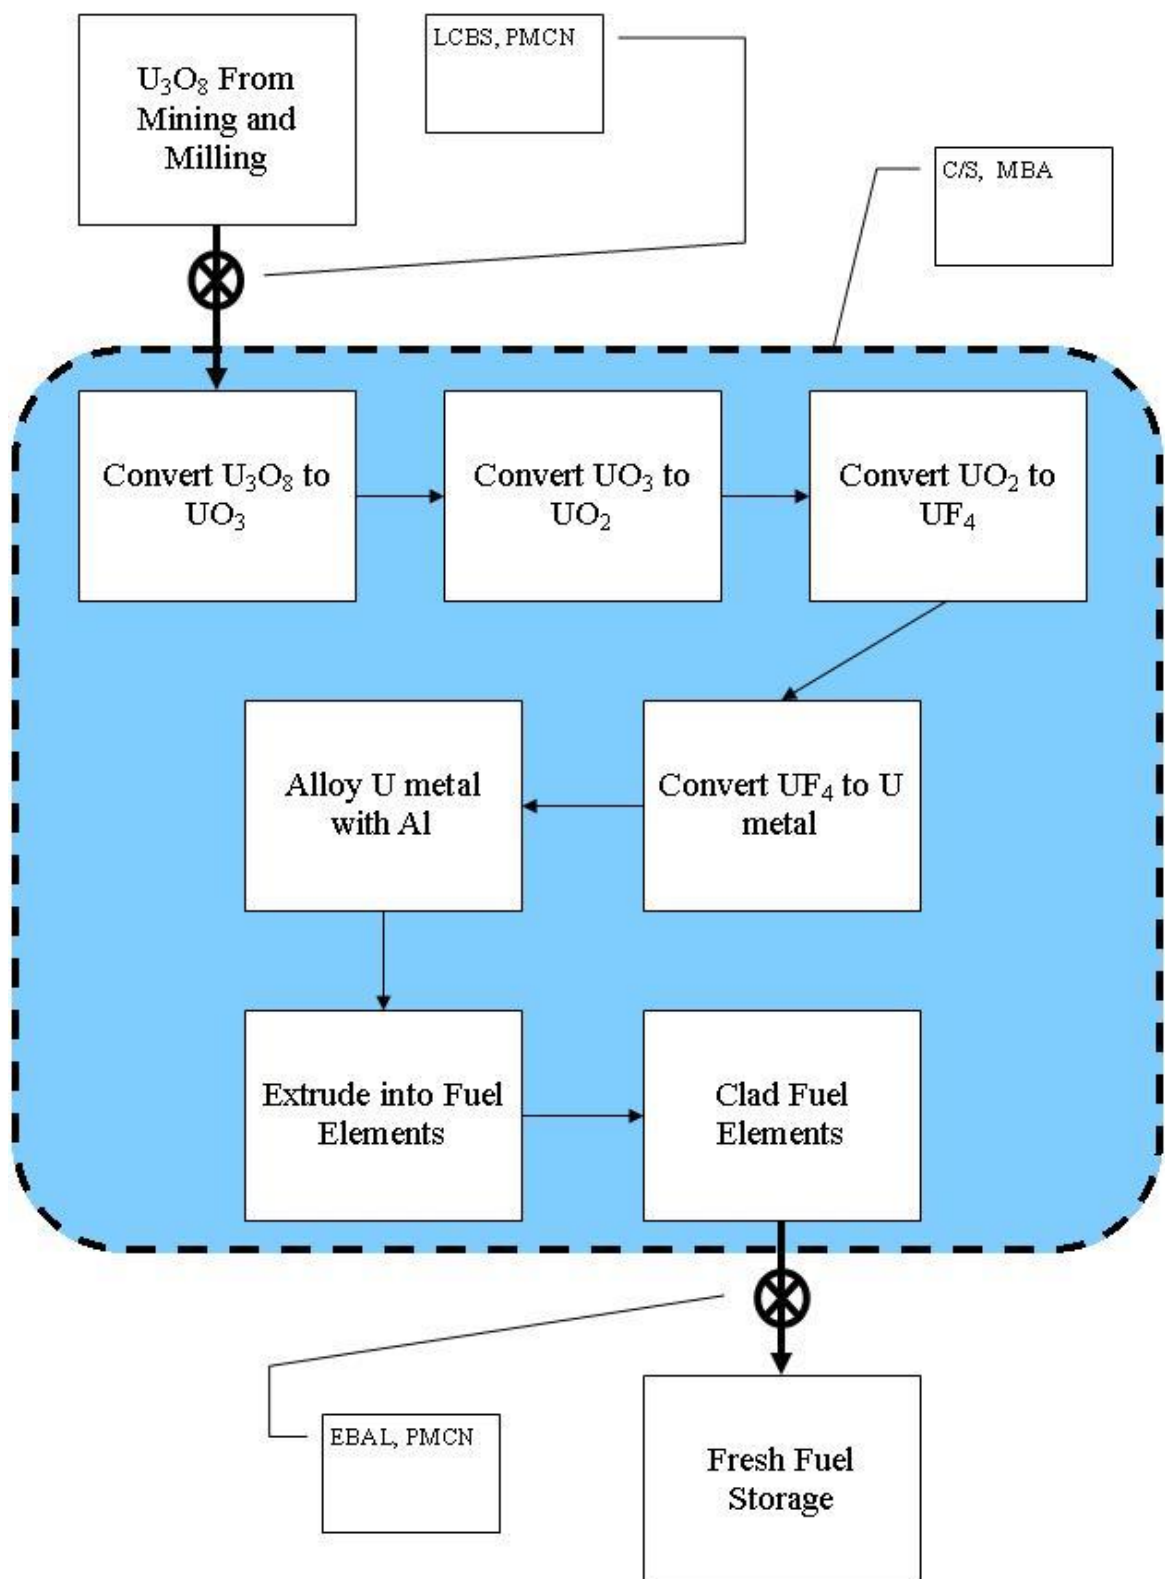 U₃O₈ From
Mining and
Milling
LCBS, PMCN
C/S, MBA
Convert U₃O₈ to
UO₃
Convert UO₃ to
UO₂
Convert UO₂ to
UF₄
Alloy U metal
with Al
Convert UF₄ to U
metal
Extrude into Fuel
Elements
Clad Fuel
Elements
EBAL, PMCN
Fresh Fuel
Storage